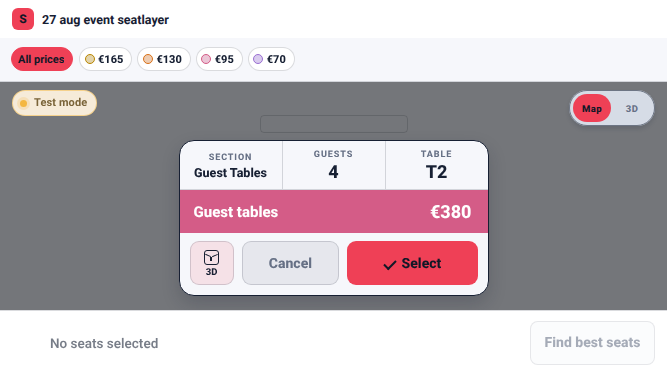 S
27 aug event seatlayer
All prices
€165
€130
€95
€70
Test mode
Map
3D
SECTION
Guest Tables
GUESTS
4
TABLE
T2
Guest tables
€380
3D
Cancel
Select
No seats selected
Find best seats